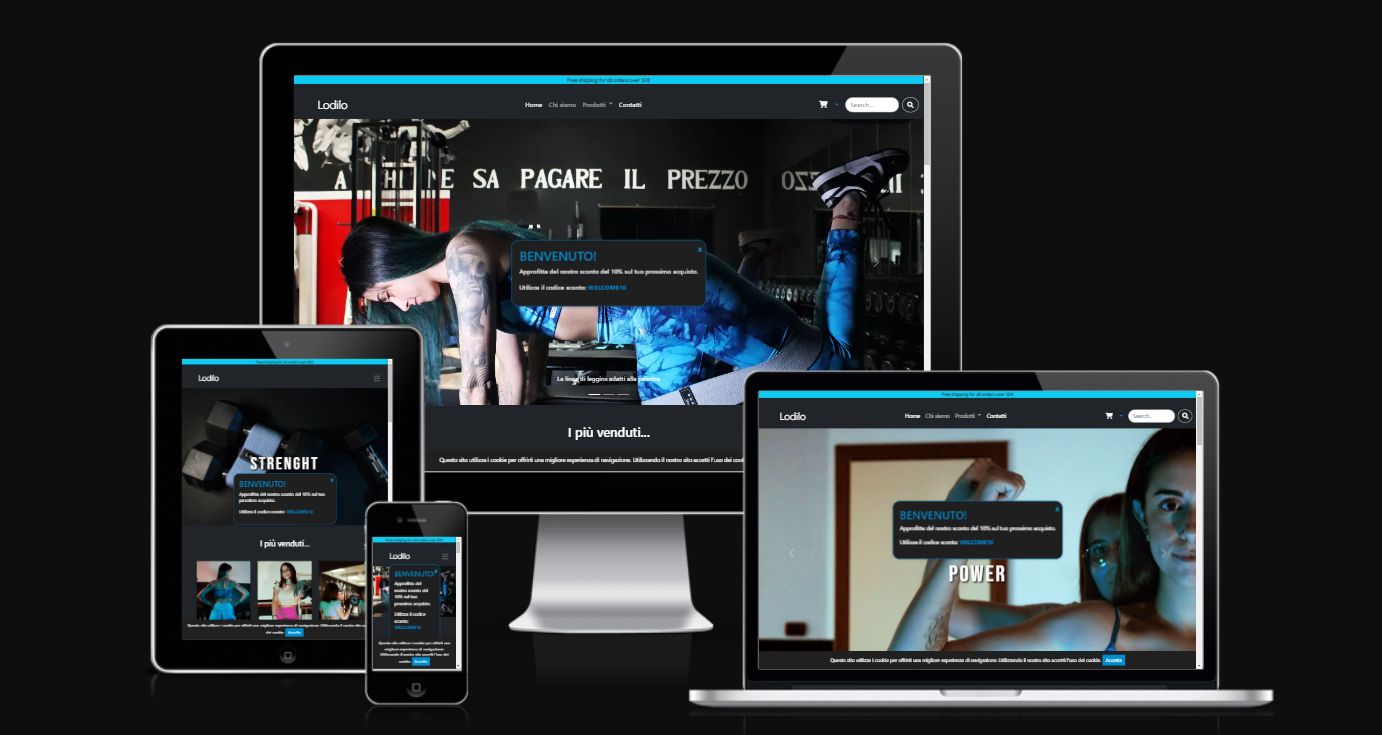 Free shipping for all orders over 50€
Lodilo
Home Chi siamo Prodotti Contatti
Search...
SA PAGARE IL PREZZO
BENVENUTO!
x
Approfitta del nostro sconto del 10% sul tuo prossimo acquisto.
Utilizza il codice sconto: WELCOME10
La linea di leggins adatti alla palestra
I più venduti...
Questo sito utilizza i cookie per offrirti una migliore esperienza di navigazione. Utilizzando il nostro sito accetti l'uso dei
Free shipping for all orders over 50€
Lodilo
STRENGHT
BENVENUTO!
x
Approfitta del nostro sconto del 10% sul tuo
prossimo acquisto.
Utilizza il codice sconto: WELCOME10
I più venduti...
Questo sito utilizza i cookie per offrirti una migliore esperienza di navigazione. Utilizzando il nostro sito
dei cookie. Accetto
Free shipping for all orders over 50€
Lodilo
BENVENUTO!
x
Approfitta del
nostro sconto del
10% sul tuo
prossimo acquisto.
Utilizza il codice
sconto:
WELCOME10
Questo sito utilizza i cookie per offrirti una
migliore esperienza di navigazione.
Utilizzando il nostro sito accetti l'uso dei
cookie. Accetto
Free shipping for all orders over 50€
Lodilo
Home Chi siamo Prodotti Contatti
Search...
BENVENUTO!
x
Approfitta del nostro sconto del 10% sul tuo prossimo acquisto.
Utilizza il codice sconto: WELCOME10
POWER
Questo sito utilizza i cookie per offrirti una migliore esperienza di navigazione. Utilizzando il nostro sito accetti l'uso dei cookie. Accetto